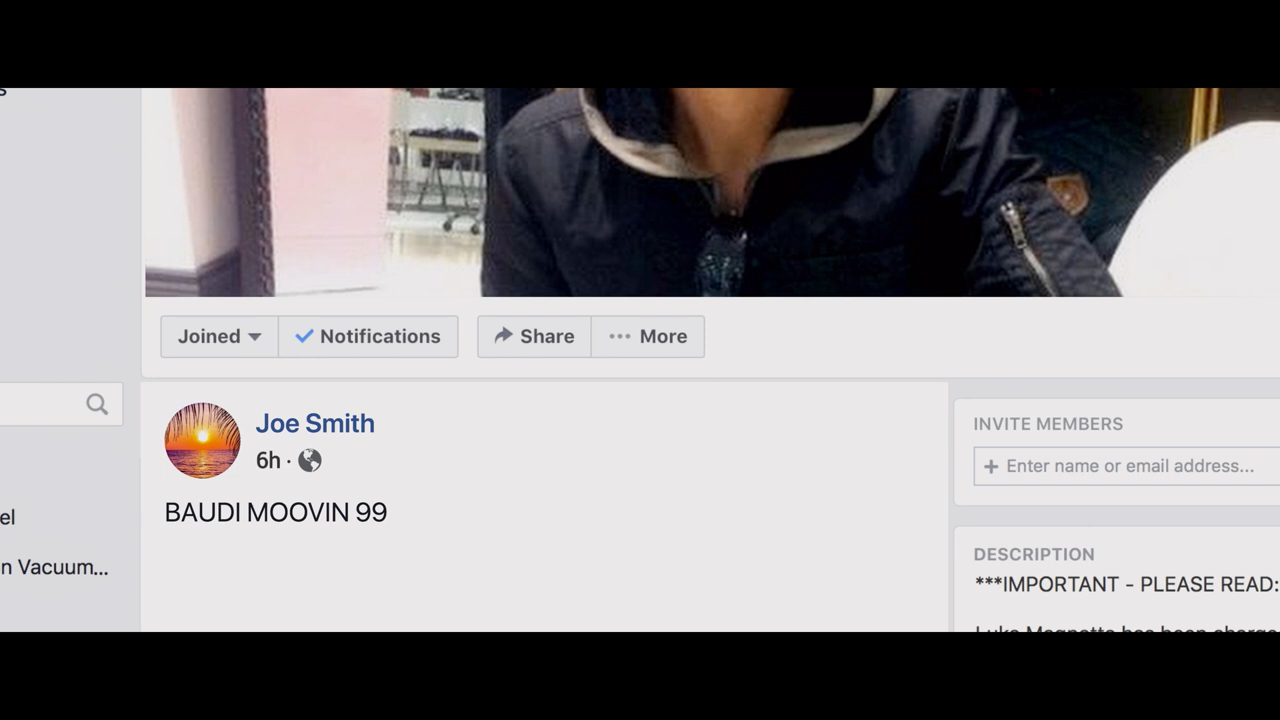 Joined
Notifications
Share
More
Joe Smith
6h ·
BAUDI MOOVIN 99
el
n Vacuum...
INVITE MEMBERS
+ Enter name or email address...
DESCRIPTION
***IMPORTANT - PLEASE READ: